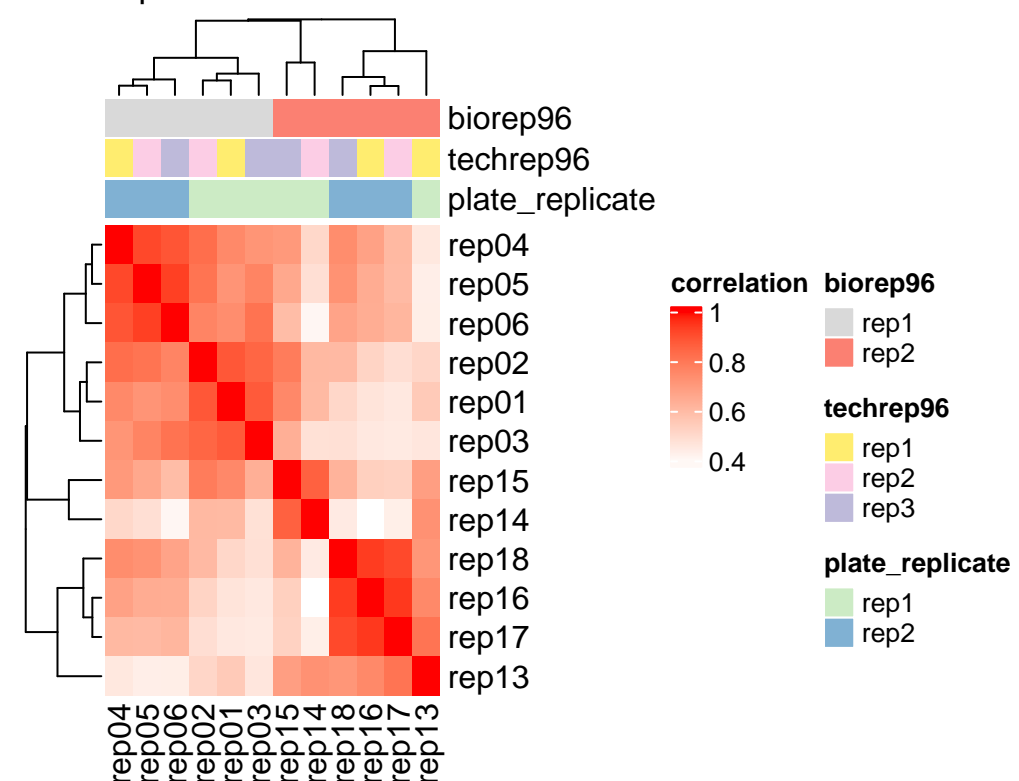 biorep96
techrep96
plate_replicate
rep04
rep05
rep06
rep02
rep01
rep03
rep15
rep14
rep18
rep16
rep17
rep13
rep04 rep05 rep06 rep02 rep01 rep03 rep15 rep14 rep18 rep16 rep17 rep13
correlation
1
0.8
0.6
0.4
biorep96
rep1
rep2
techrep96
rep1
rep2
rep3
plate_replicate
rep1
rep2